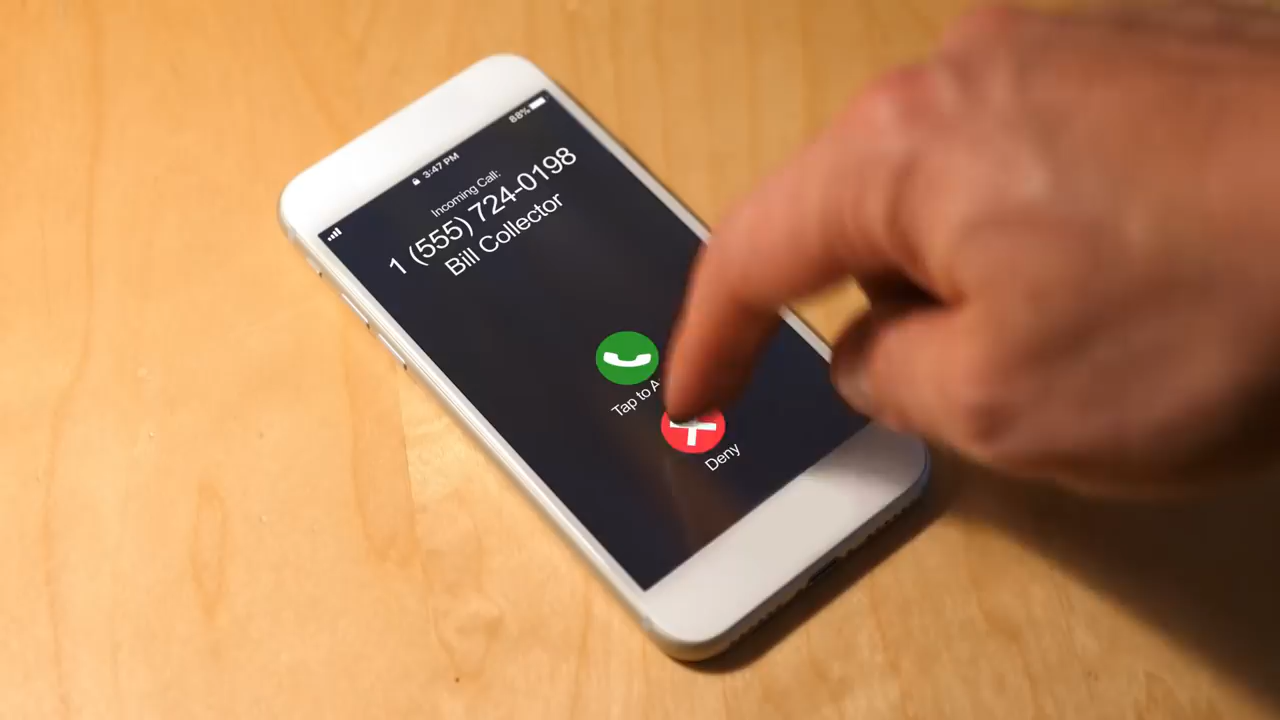 88%
3:47 PM
Incoming Call:
1 (555) 724-0198
Bill Collector
Tap to
Deny